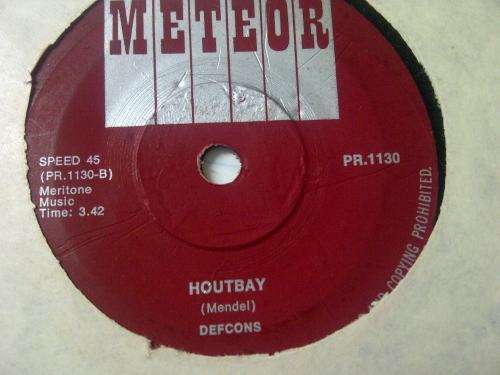 METEOR
SPEED 45
(PR.1130-B)
Meritone
Music
Time: 3.42
PR.1130
HOUTBAY
(Mendel)
DEFCONS
COPYING PROHIBITED.